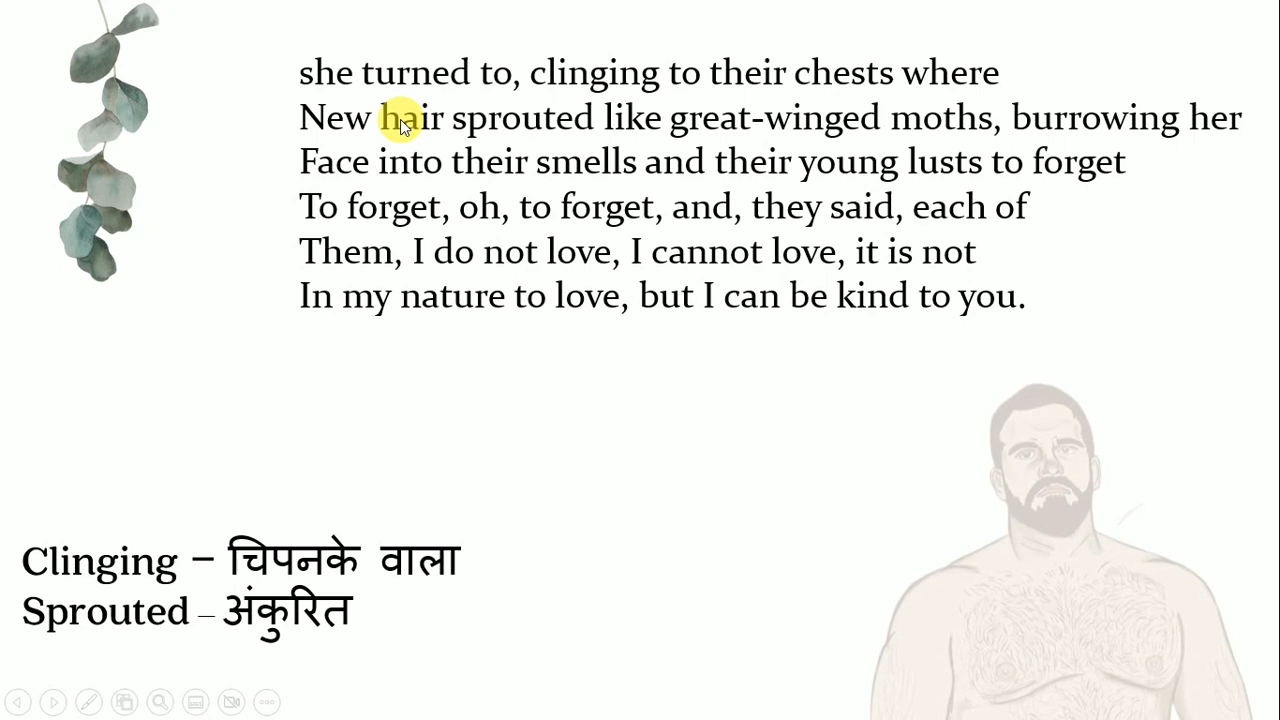 she turned to, clinging to their chests where
New hair sprouted like great-winged moths, burrowing her
Face into their smells and their young lusts to forget
To forget, oh, to forget, and, they said, each of
Them, I do not love, I cannot love, it is not
In my nature to love, but I can be kind to you.
Clinging – चिपनके वाला
Sprouted – अंकुरित